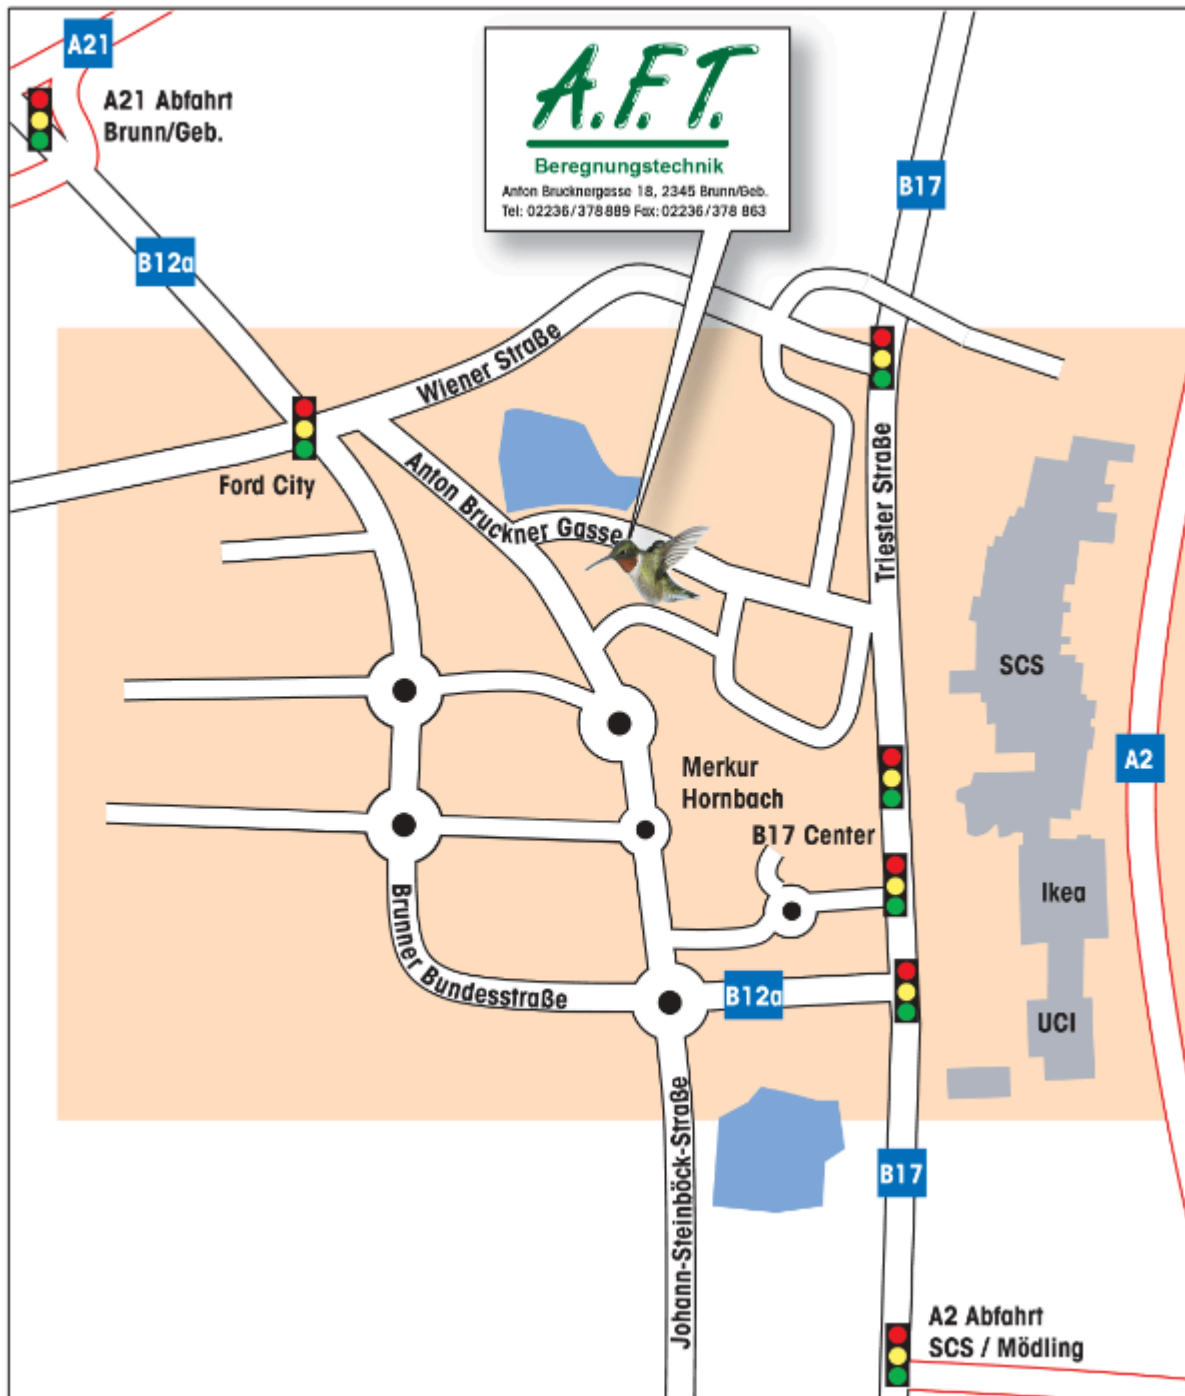 A21
A21 Abfahrt
Brunn/Geb.
A.F.T.
Beregnungstechnik
Anton Brucknergasse 18, 2345 Brunn/Geb.
Tel: 02236/378889 Fax: 02236/378 863
B17
B12a
Wiener Straße
Ford City
Anton Bruckner Gasse
Triester Straße
SCS
A2
Merkur
Hornbach
B17 Center
Ikea
Brunner Bundesstraße
B12a
UCI
Johann-Steinböck-Straße
B17
A2 Abfahrt
SCS / Mödling